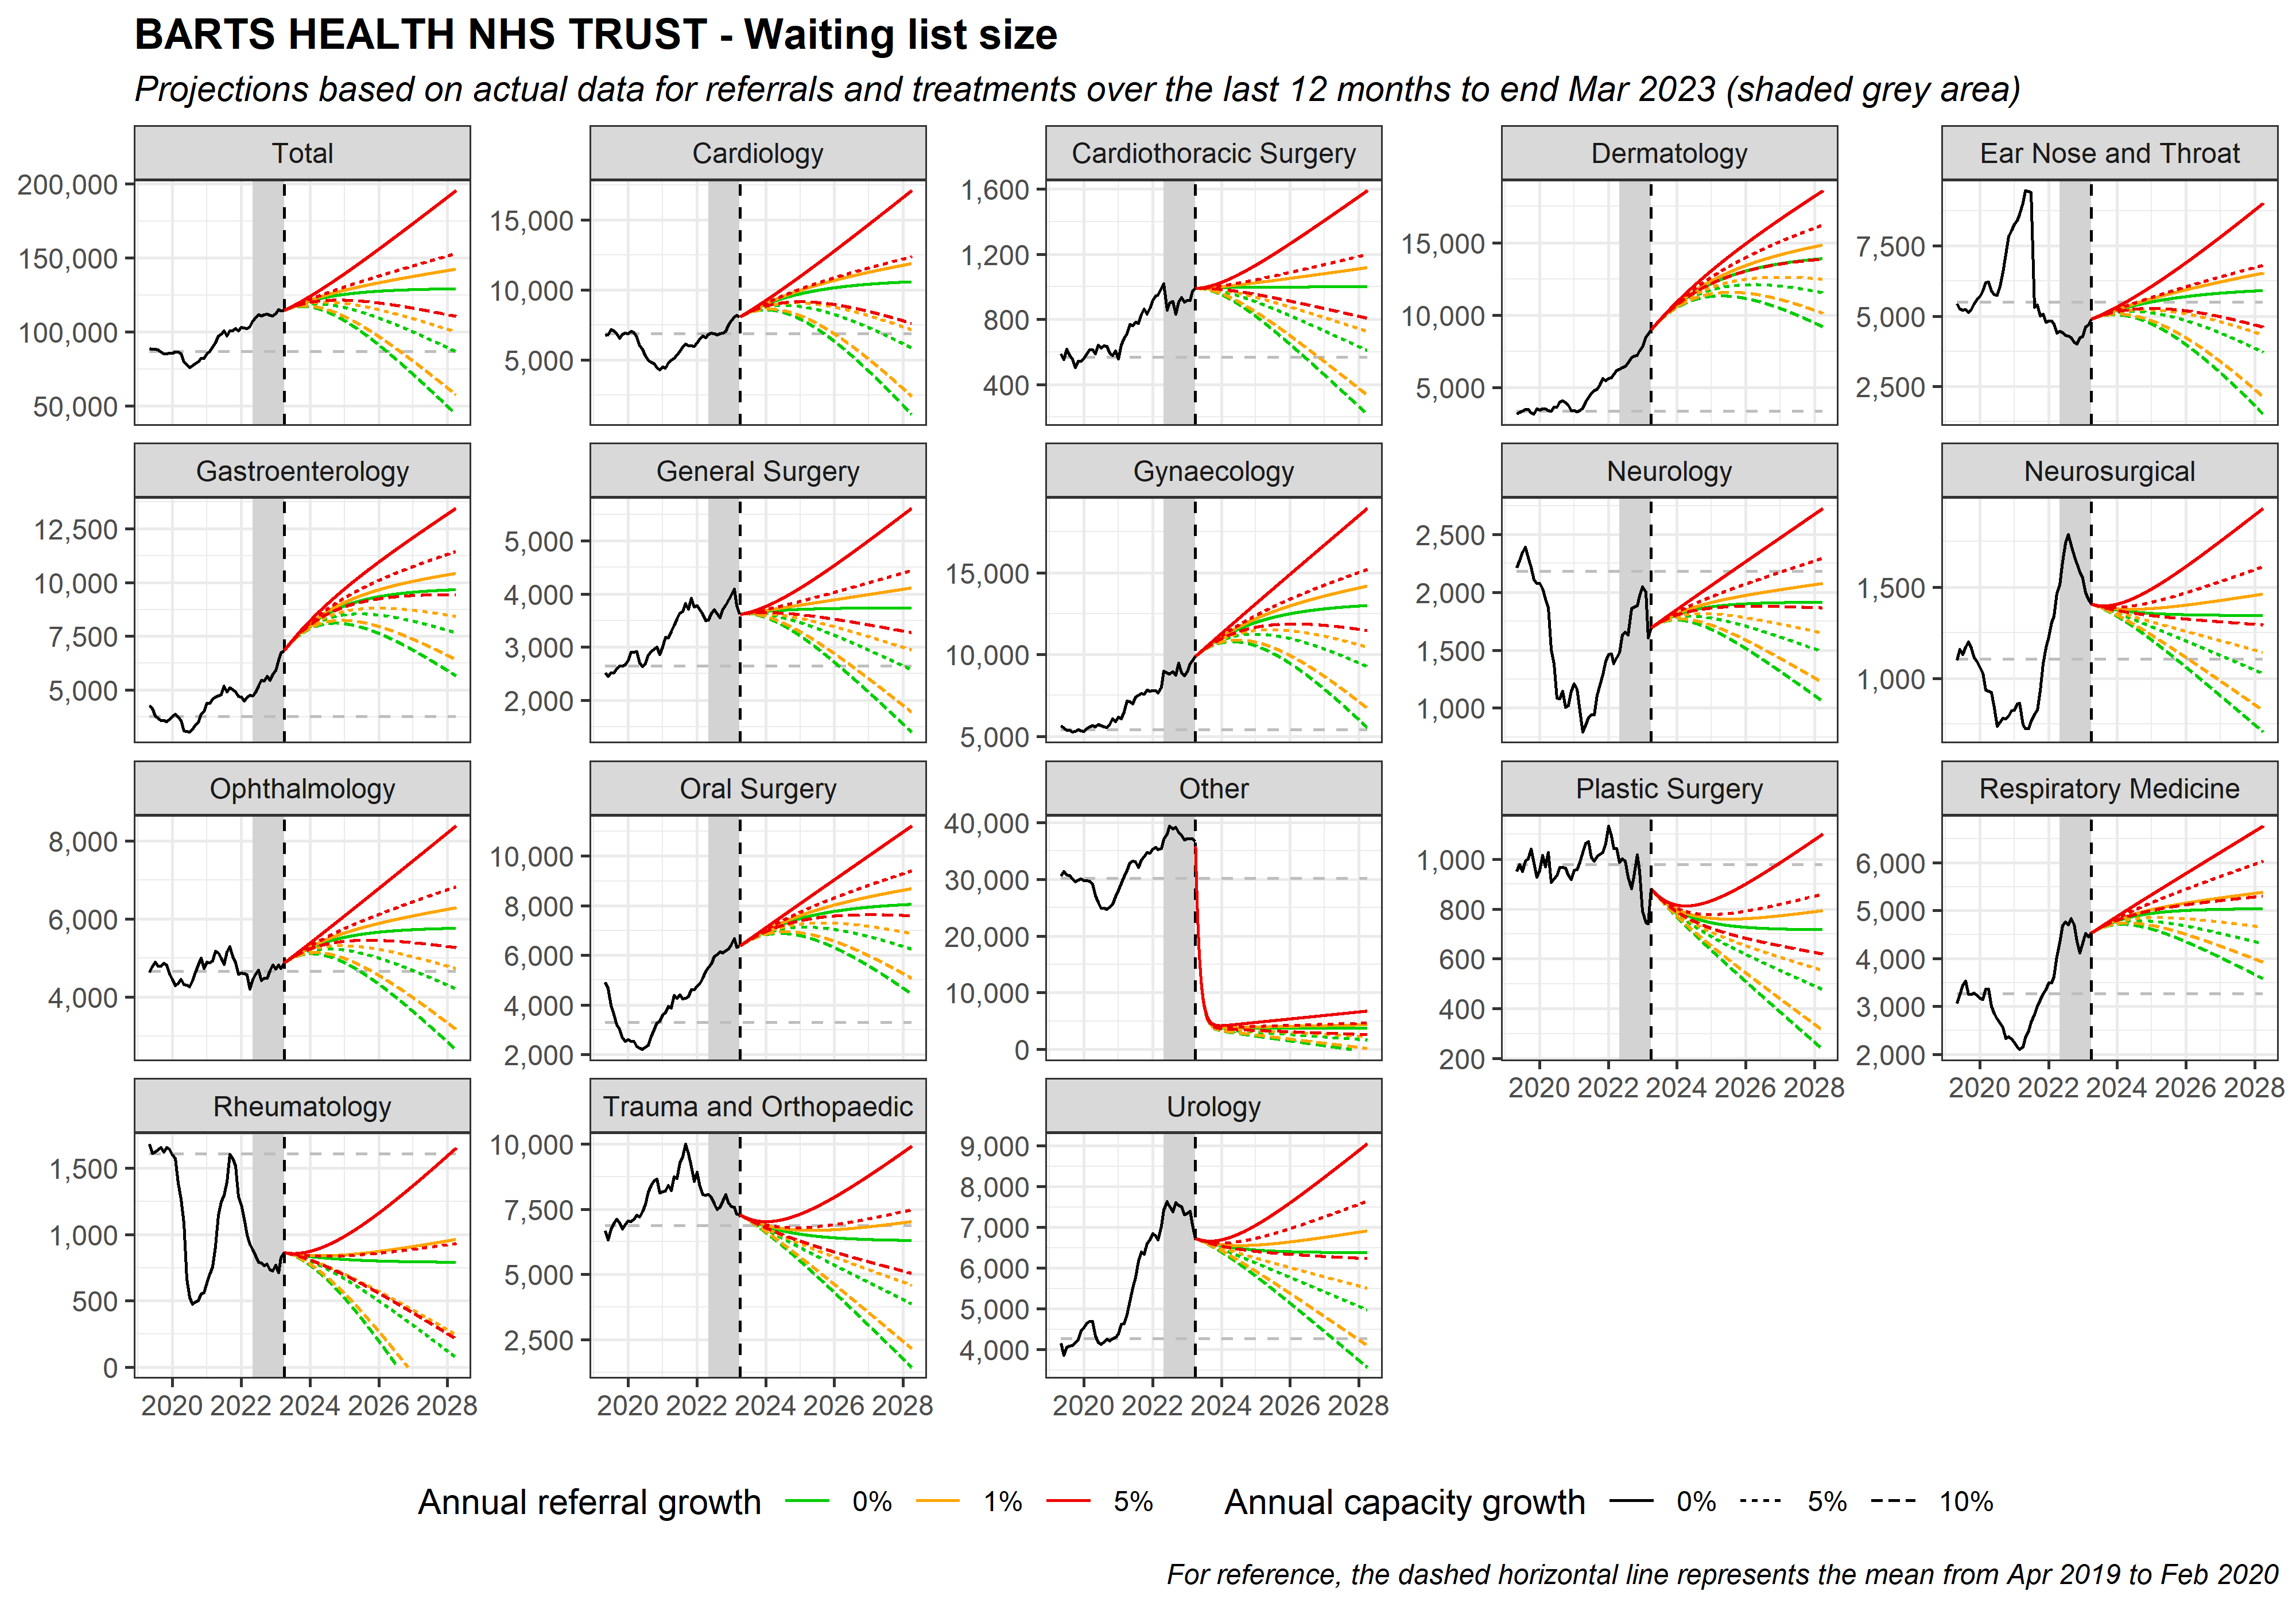 BARTS HEALTH NHS TRUST - Waiting list size
Projections based on actual data for referrals and treatments over the last 12 months to end Mar 2023 (shaded grey area)
Total
200,000
150,000
100,000
50,000
Cardiology
15,000
10,000
5,000
Cardiothoracic Surgery
1,600
1,200
800
400
Dermatology
15,000
10,000
5,000
Ear Nose and Throat
7,500
5,000
2,500
Gastroenterology
12,500
10,000
7,500
5,000
General Surgery
5,000
4,000
3,000
2,000
Gynaecology
15,000
10,000
5,000
Neurology
2,500
2,000
1,500
1,000
Neurosurgical
1,500
1,000
Ophthalmology
8,000
6,000
4,000
Oral Surgery
10,000
8,000
6,000
4,000
2,000
Other
40,000
30,000
20,000
10,000
0
Plastic Surgery
1,000
800
600
400
200
2020 2022 2024 2026 2028
Respiratory Medicine
6,000
5,000
4,000
3,000
2,000
2020 2022 2024 2026 2028
Rheumatology
1,500
1,000
500
0
2020 2022 2024 2026 2028
Trauma and Orthopaedic
10,000
7,500
5,000
2,500
2020 2022 2024 2026 2028
Urology
9,000
8,000
7,000
6,000
5,000
4,000
2020 2022 2024 2026 2028
Annual referral growth 0% 1% 5% Annual capacity growth 0% 5% 10%
For reference, the dashed horizontal line represents the mean from Apr 2019 to Feb 2020